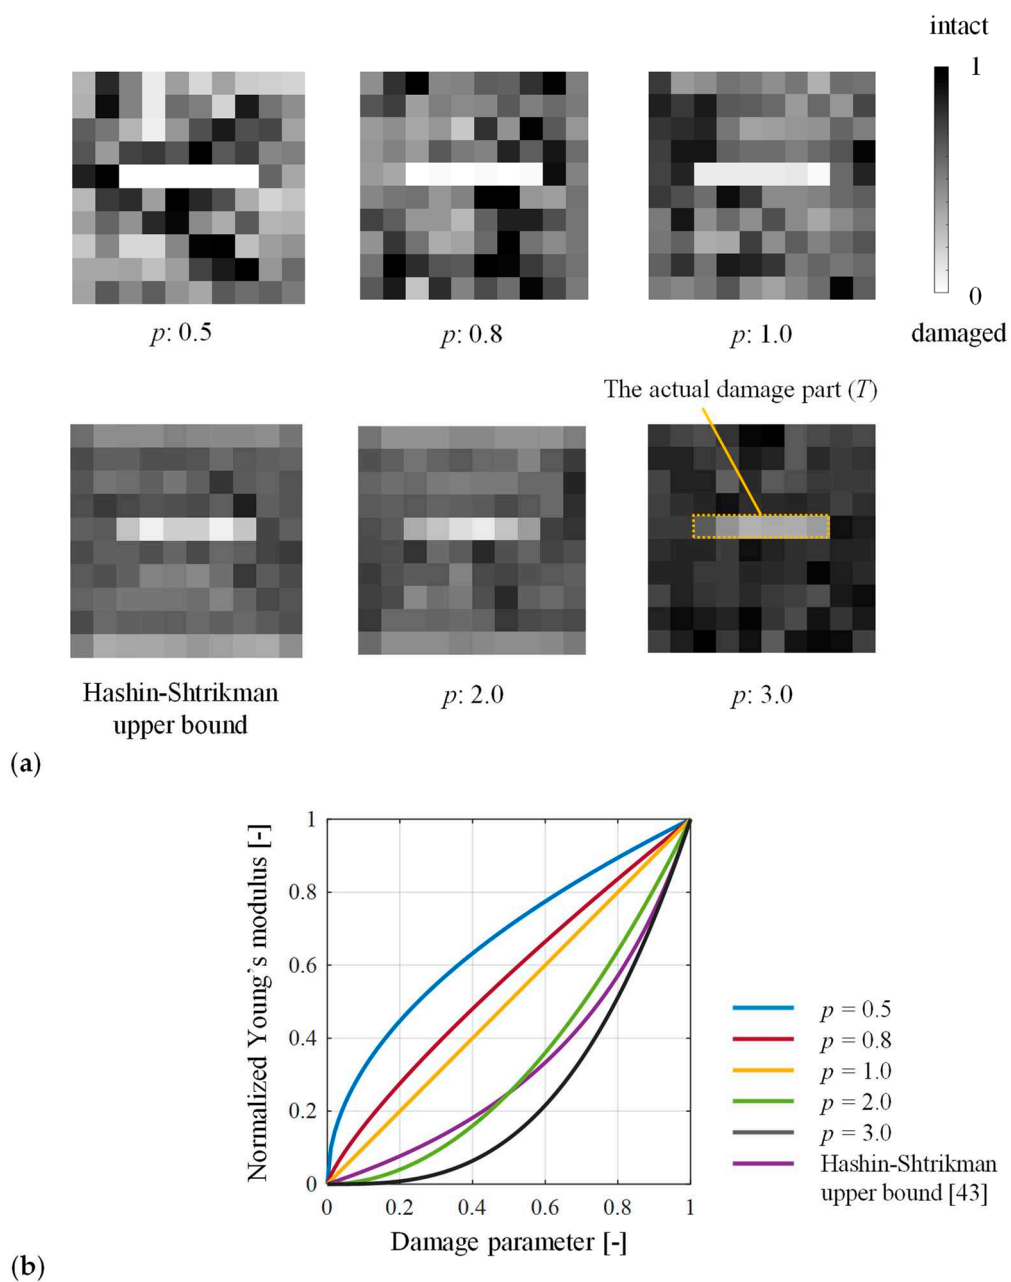 intact
1
0
damaged
p: 0.5
p: 0.8
p: 1.0
The actual damage part (T)
Hashin-Shtrikman
upper bound
p: 2.0
p: 3.0
(a)
Normalized Young's modulus [-]
1
0.8
0.6
0.4
0.2
0
0
0.2
0.4
0.6
0.8
1
Damage parameter [-]
p = 0.5
p = 0.8
p = 1.0
p = 2.0
p = 3.0
Hashin-Shtrikman
upper bound [43]
(b)